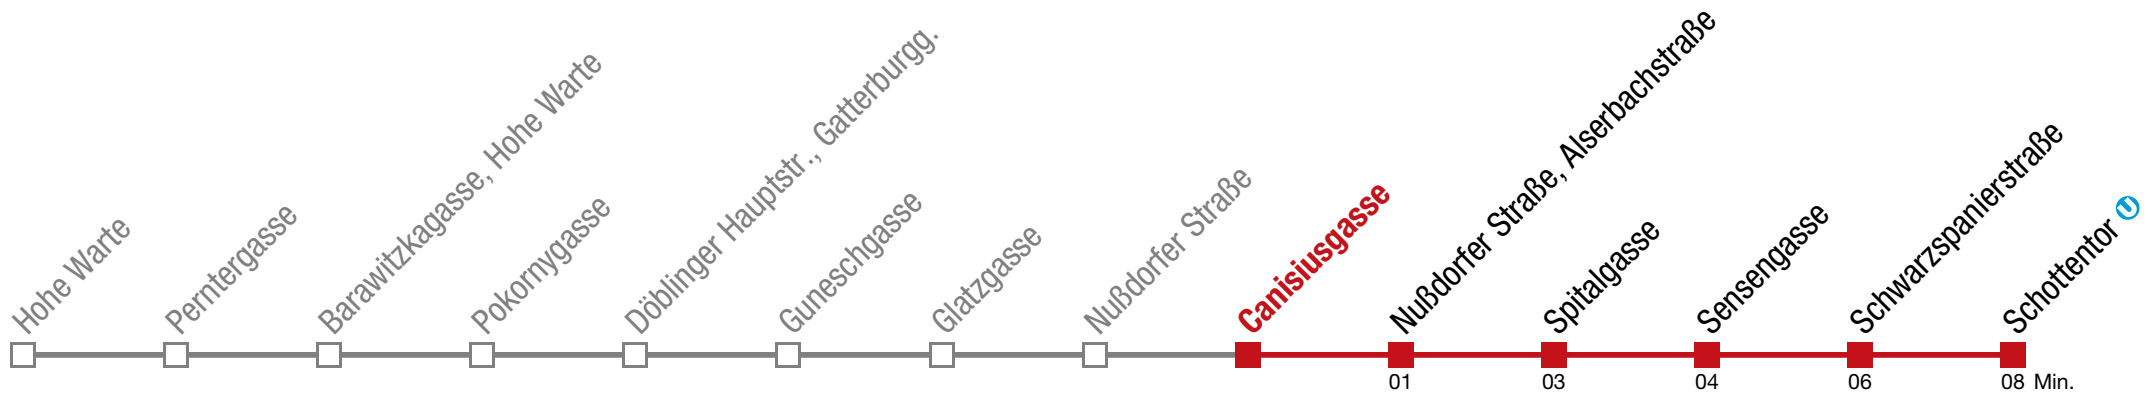 Hohe Warte
Perntergasse
Barawitzkagasse, Hohe Warte
Pokornygasse
Döblinger Hauptstr., Gatterburgg.
Guneschgasse
Glatzgasse
Nußdorfer Straße
Canisiusgasse
Nußdorfer Straße, Alserbachstraße
Spitalgasse
Sensengasse
Schwarzspanierstraße
Schottentor U
01 03 04 06 08 Min.